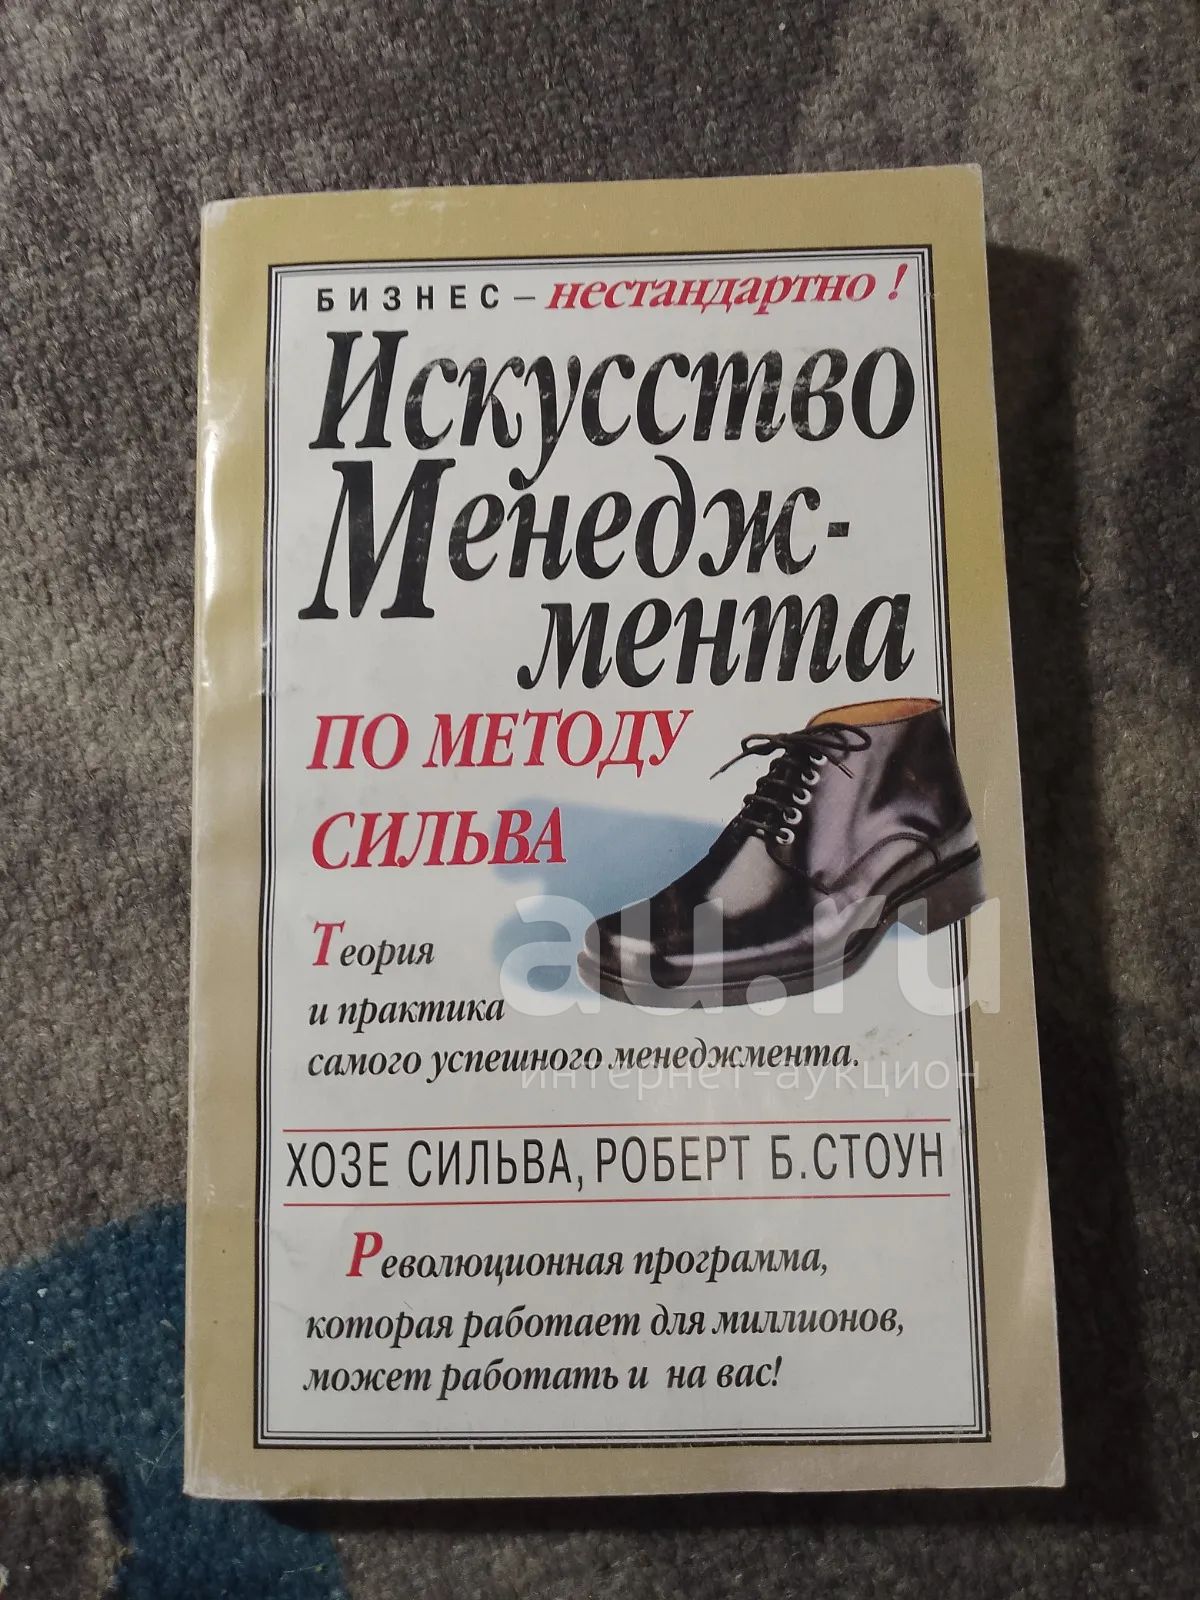 БИЗНЕС – нестандартно!
Искусство
Менедж-
мента
ПО МЕТОДУ
СИЛЬВА
Теория
и практика
самого успешного менеджмента.
au.ru
интернет-аукцион
ХОЗЕ СИЛЬВА, РОБЕРТ Б.СТОУН
Революционная программа,
которая работает для миллионов,
может работать и на вас!